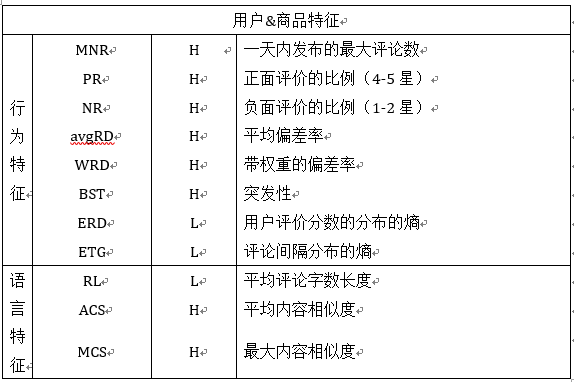 用户&商品特征
行为特征
MNR H 一天内发布的最大评论数
PR H 正面评价的比例（4-5 星）
NR H 负面评价的比例（1-2 星）
avgRD H 平均偏差率
WRD H 带权重的偏差率
BST H 突发性
ERD L 用户评价分数的分布的熵
ETG L 评论间隔分布的熵
语言特征
RL L 平均评论字数长度
ACS H 平均内容相似度
MCS H 最大内容相似度